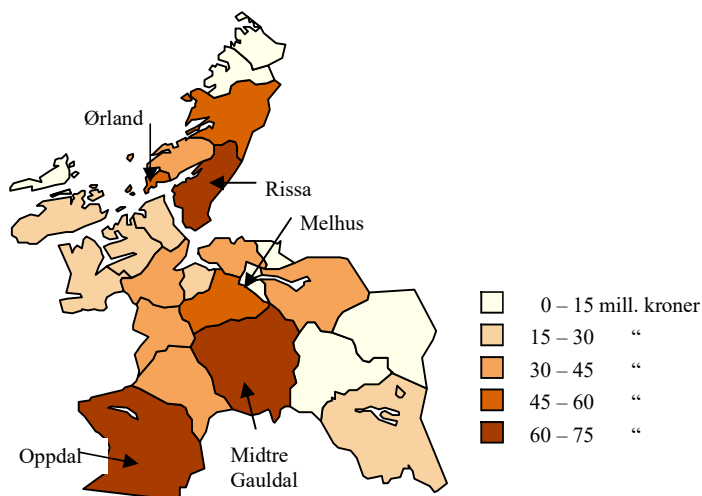 Ørland
Rissa
Melhus
0 – 15 mill. kroner
15 – 30 “
30 – 45 “
45 – 60 “
60 – 75 “
Oppdal
Midtre
Gauldal